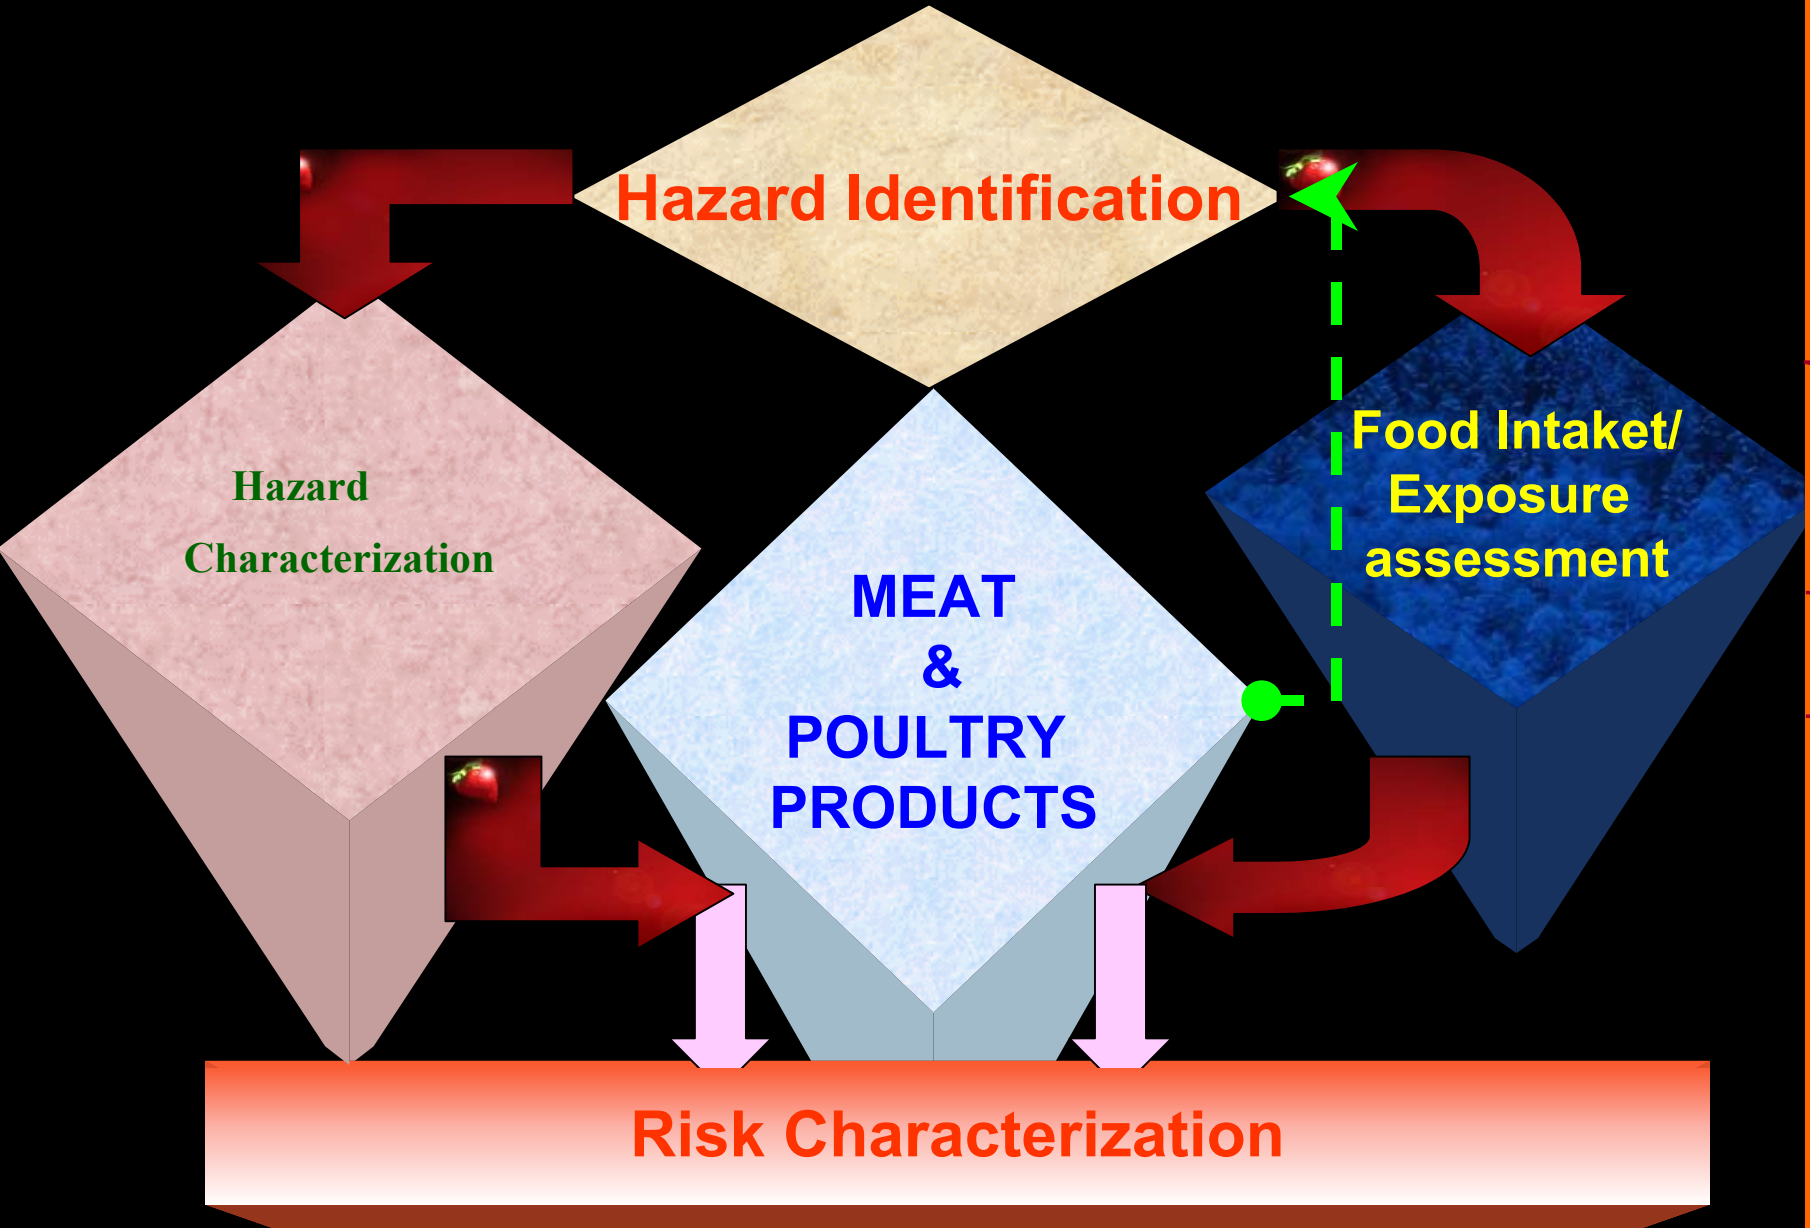 Hazard Identification
Hazard
Characterization
Food Intaket/
Exposure
assessment
MEAT
&
POULTRY
PRODUCTS
Risk Characterization